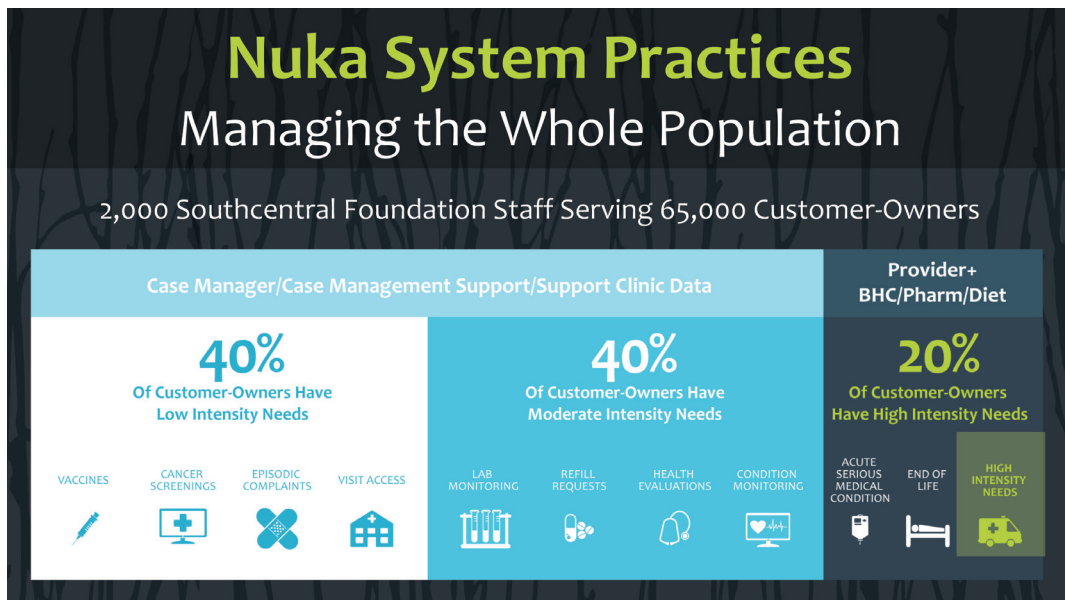 Nuka System Practices
Managing the Whole Population
2,000 Southcentral Foundation Staff Serving 65,000 Customer-Owners
Case Manager/Case Management Support/Support Clinic Data
Provider+
BHC/Pharm/Diet
40%
Of Customer-Owners Have
Low Intensity Needs
40%
Of Customer-Owners Have
Moderate Intensity Needs
20%
Of Customer-Owners
Have High Intensity Needs
VACCINES
CANCER
SCREENINGS
EPISODIC
COMPLAINTS
VISIT ACCESS
LAB
MONITORING
REFILL
REQUESTS
HEALTH
EVALUATIONS
CONDITION
MONITORING
ACUTE
SERIOUS
MEDICAL
CONDITION
END OF
LIFE
HIGH
INTENSITY
NEEDS